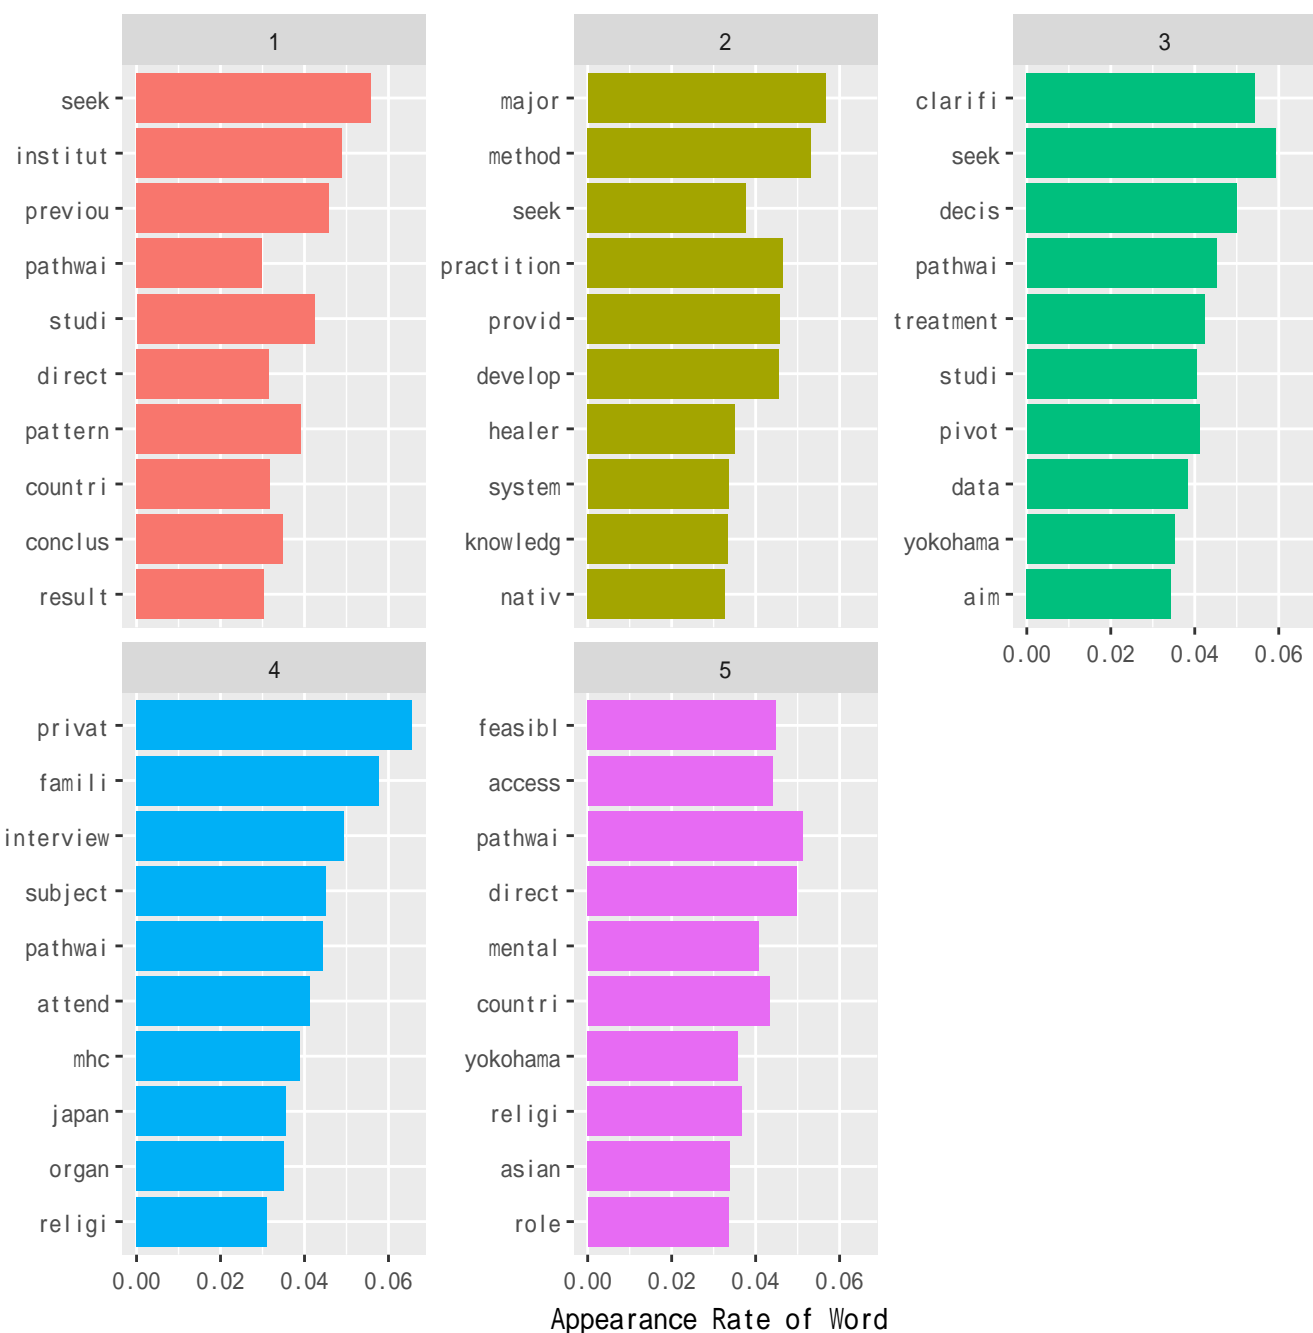 1
seek
institut
previou
pathwai
studi
direct
pattern
countri
conclus
result
2
major
method
seek
practition
provid
develop
healer
system
knowledg
nativ
3
clarifi
seek
decis
pathwai
treatment
studi
pivot
data
yokohama
aim
0.00 0.02 0.04 0.06
4
privat
famili
interview
subject
pathwai
attend
mhc
japan
organ
religi
0.00 0.02 0.04 0.06
5
feasibl
access
pathwai
direct
mental
countri
yokohama
religi
asian
role
0.00 0.02 0.04 0.06
Appearance Rate of Word